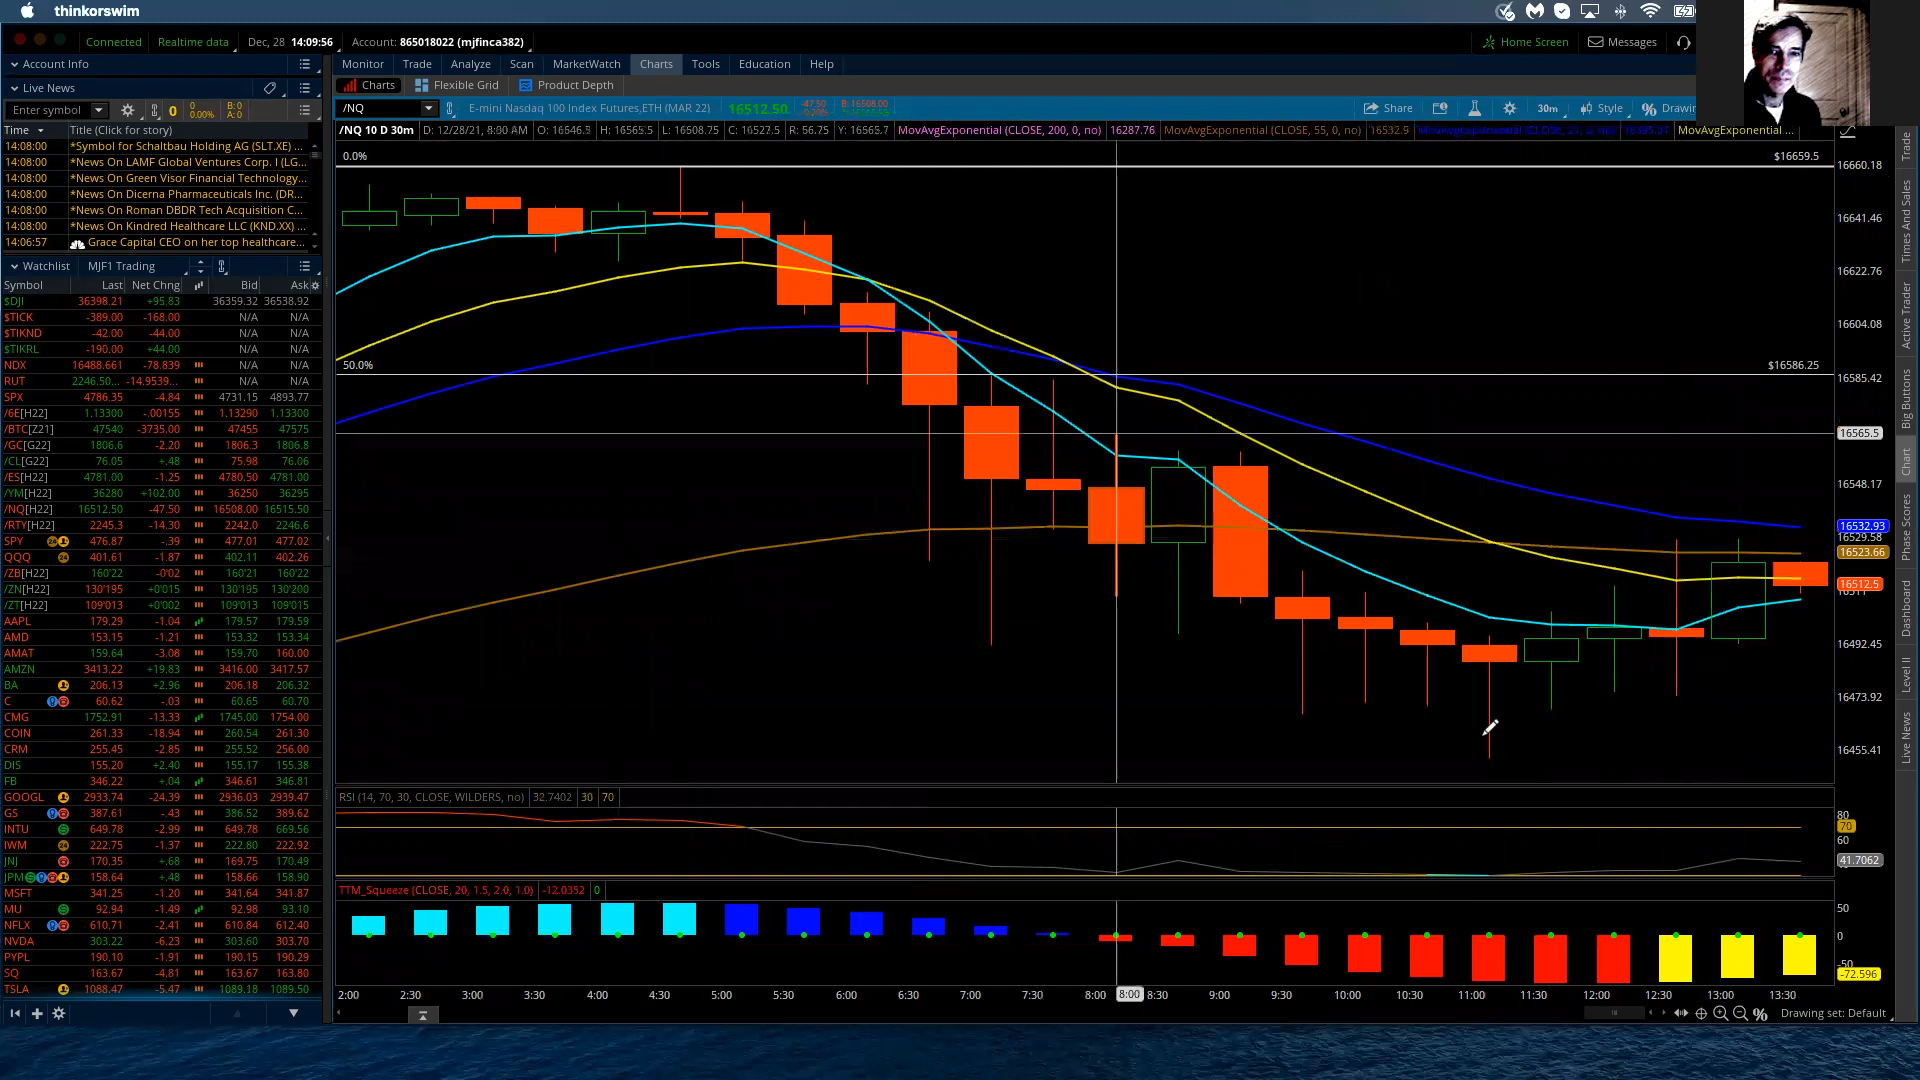 thinkorswim
Connected Realtime data Dec, 28 14:09:56 Account: 865018022 (mjfinca382) Home Screen Messages
Account Info
Monitor Trade Analyze Scan MarketWatch Charts Tools Education Help
Live News
Charts Flexible Grid Product Depth
Enter symbol 0 0 0.00% B: 0 A: 0
/NQ E-mini Nasdaq 100 Index Futures,ETH (MAR 22) 16512.50 -47.50 B: 16508.00 Share 30m Style Drawin
Time Title (Click for story)
/NQ 10 D 30m D: 12/28/21, 8:00 AM O: 16546.5 H: 16565.5 L: 16508.75 C: 16527.5 R: 56.75 Y: 16665.7 MovAvgExponential (CLOSE, 200, 0, no) 16287.76 MovAvgExponential (CLOSE, 55, 0, no) 16532.9 MovAvgExponential ...
14:08:00 *Symbol for Schaltbau Holding AG (SLT.XE) ...
14:08:00 *News On LAMF Global Ventures Corp. I (LG...
14:08:00 *News On Green Visor Financial Technology...
14:08:00 *News On Dicerna Pharmaceuticals Inc. (DR...
14:08:00 *News On Roman DBDR Tech Acquisition C...
14:08:00 *News On Kindred Healthcare LLC (KND.XX) ...
14:06:57 Grace Capital CEO on her top healthcare...
Watchlist MJF1 Trading
Symbol Last Net Chng Bid Ask
$DJI 36398.21 +95.83 36359.32 36538.92
$TICK -389.00 -168.00 N/A N/A
$TIKND -42.00 -44.00 N/A N/A
$TIKRL -190.00 +44.00 N/A N/A
NDX 16488.661 -78.839 N/A N/A
RUT 2246.50... -14.9539... N/A N/A
SPX 4786.35 -4.84 4731.15 4893.77
/6E[H22] 1.13300 -.00155 1.13290 1.13300
/BTC[Z21] 47540 -3735.00 47455 47575
/GC[G22] 1806.6 -2.20 1806.3 1806.8
/CL[G22] 76.05 +.48 75.98 76.06
/ES[H22] 4781.00 -1.25 4780.50 4781.00
/YM[H22] 36280 +102.00 36250 36295
/NQ[H22] 16512.50 -47.50 16508.00 16515.50
/RTY[H22] 2245.3 -14.30 2242.0 2246.6
SPY 476.87 -.39 477.01 477.02
QQQ 401.61 -1.87 402.11 402.26
/ZB[H22] 160'22 -0'02 160'21 160'22
/ZN[H22] 130'195 +0'015 130'195 130'200
/ZT[H22] 109'013 +0'002 109'013 109'015
AAPL 179.29 -1.04 179.57 179.59
AMD 153.15 -1.21 153.32 153.34
AMAT 159.64 -3.08 159.70 160.00
AMZN 3413.22 +19.83 3416.00 3417.57
BA 206.13 +2.96 206.18 206.32
C 60.62 -.03 60.65 60.70
CMG 1752.91 -13.33 1745.00 1754.00
COIN 261.33 -18.94 260.54 261.30
CRM 255.45 -2.85 255.52 256.00
DIS 155.20 +2.40 155.17 155.38
FB 346.22 +.04 346.61 346.81
GOOGL 2933.74 -24.39 2936.03 2939.47
GS 387.61 -.43 386.52 389.62
INTU 649.78 -2.99 649.78 669.56
IWM 222.75 -1.37 222.80 222.92
JNJ 170.35 +.68 169.75 170.49
JPM 158.64 +.48 158.66 158.90
MSFT 341.25 -1.20 341.64 341.87
MU 92.94 -1.49 92.98 93.10
NFLX 610.71 -2.41 610.84 612.40
NVDA 303.22 -6.23 303.60 303.70
PYPL 190.10 -1.91 190.15 190.29
SQ 163.67 -4.81 163.67 163.80
TSLA 1088.47 -5.47 1089.18 1089.50
0.0% $16659.5
50.0% $16586.25
16660.18
16641.46
16622.76
16604.08
16585.42
16565.5
16548.17
16532.93
16529.58
16523.66
16512.5
16511
16492.45
16473.92
16455.41
RSI (14, 70, 30, CLOSE, WILDERS, no) 32.7402 30 70
80
70
60
41.7062
TTM_Squeeze (CLOSE, 20, 1.5, 2.0, 1.0) -12.0352 0
50
0
-50
-72.596
2:00 2:30 3:00 3:30 4:00 4:30 5:00 5:30 6:00 6:30 7:00 7:30 8:00 8:00 8:30 9:00 9:30 10:00 10:30 11:00 11:30 12:00 12:30 13:00 13:30
Drawing set: Default
Trade
Times And Sales
Active Trader
Big Buttons
Chart
Phase Scores
Dashboard
Level II
Live News